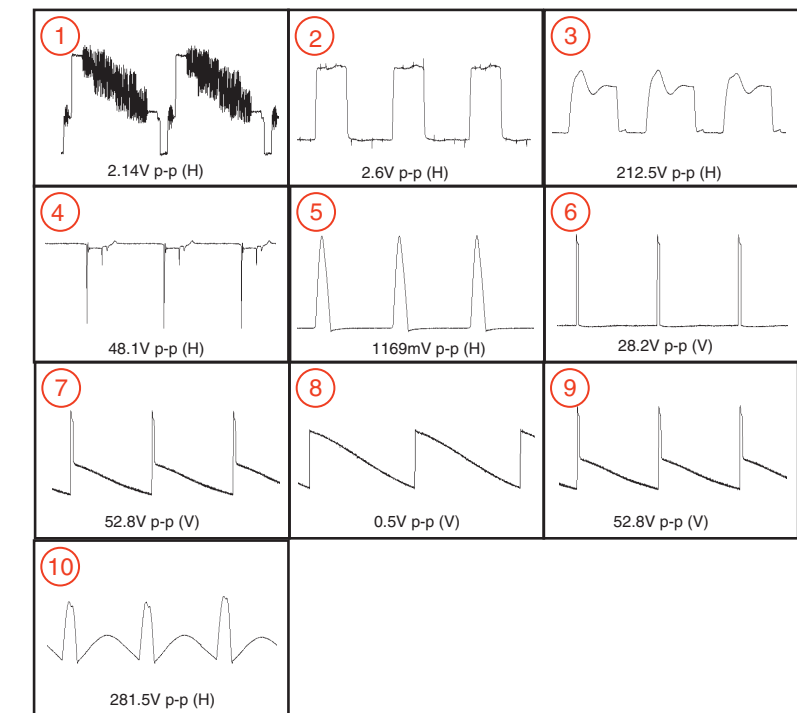 1
2.14V p-p (H)
2
2.6V p-p (H)
3
212.5V p-p (H)
4
48.1V p-p (H)
5
1169mV p-p (H)
6
28.2V p-p (V)
7
52.8V p-p (V)
8
0.5V p-p (V)
9
52.8V p-p (V)
10
281.5V p-p (H)